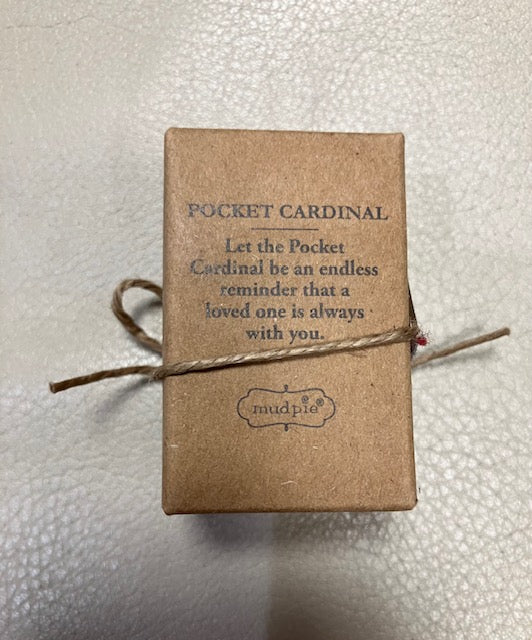 POCKET CARDINAL
Let the Pocket
Cardinal be an endless
reminder that a
loved one is always
with you.
mudpie®